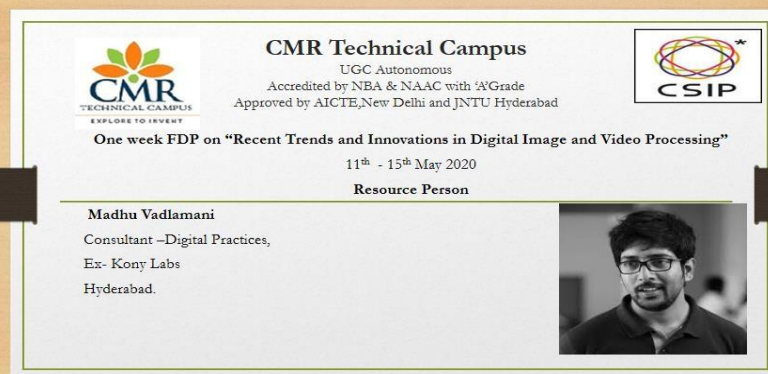 CMR Technical Campus
UGC Autonomous
Accredited by NBA & NAAC with ‘A’Grade
Approved by AICTE,New Delhi and JNTU Hyderabad
CMR
TECHNICAL CAMPUS
EXPLORE TO INVENT
*
CSIP
One week FDP on “Recent Trends and Innovations in Digital Image and Video Processing”
11th - 15th May 2020
Resource Person
Madhu Vadlamani
Consultant –Digital Practices,
Ex- Kony Labs
Hyderabad.